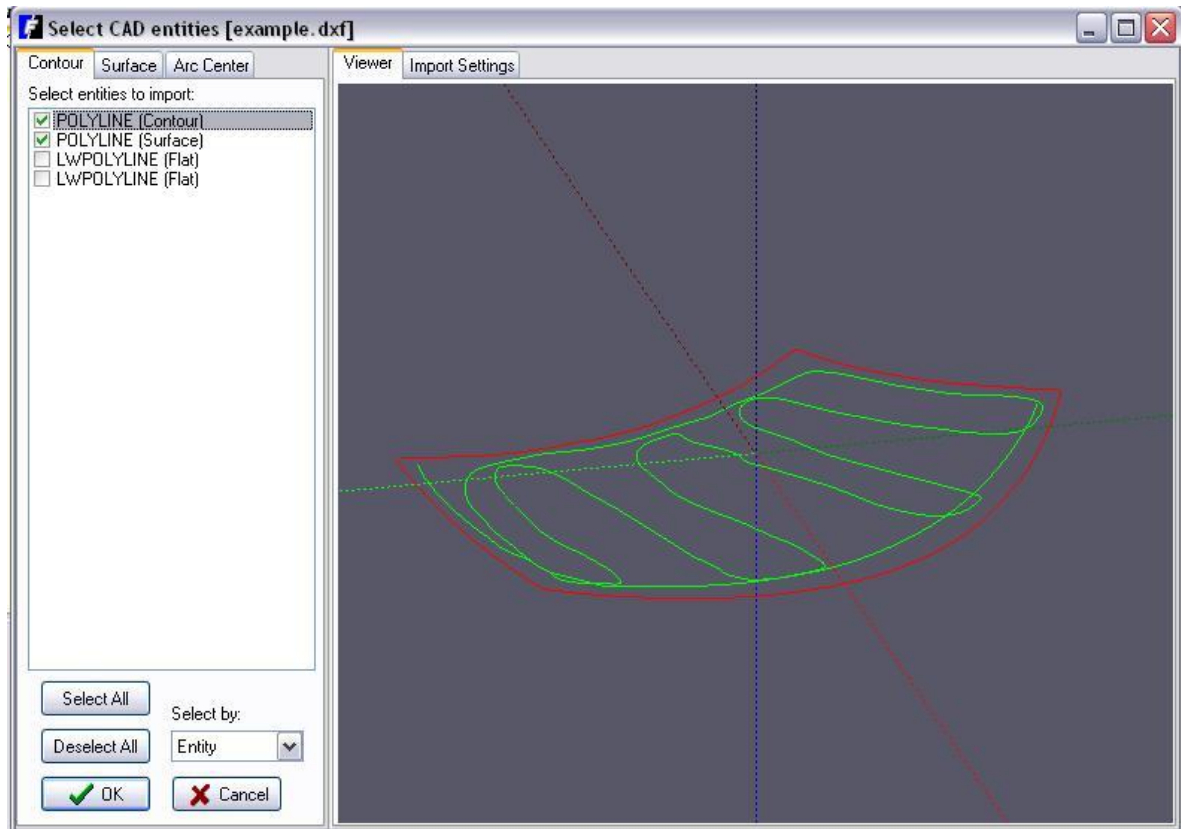 Select CAD entities [example.dxf]
Contour Surface Arc Center
Viewer Import Settings
Select entities to import:
POLYLINE (Contour)
POLYLINE (Surface)
LWPOLYLINE (Flat)
LWPOLYLINE (Flat)
Select All
Select by:
Deselect All
Entity
OK
Cancel